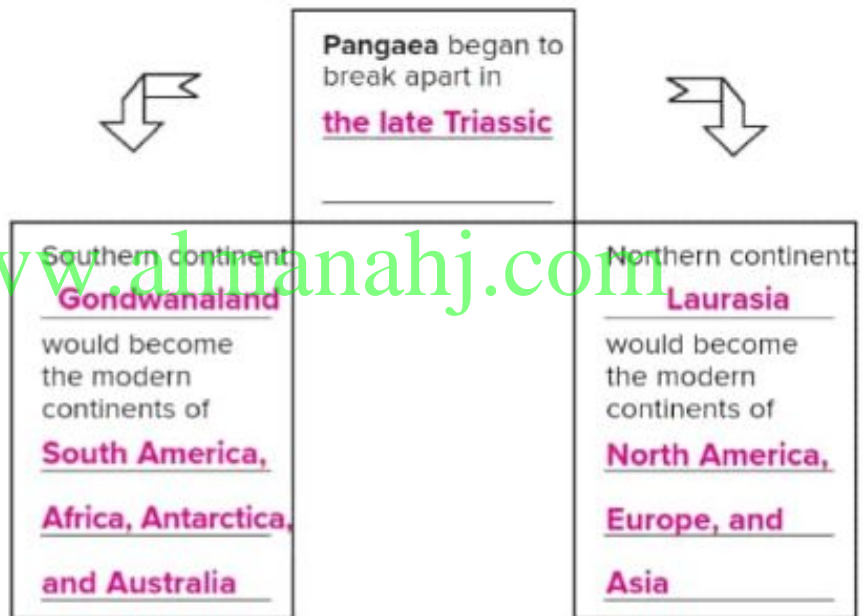 Pangaea began to
break apart in
the late Triassic
Southern continent
Gondwanaland
would become
the modern
continents of
South America,
Africa, Antarctica,
and Australia
Northern continent:
Laurasia
would become
the modern
continents of
North America,
Europe, and
Asia
ww.almanahj.com